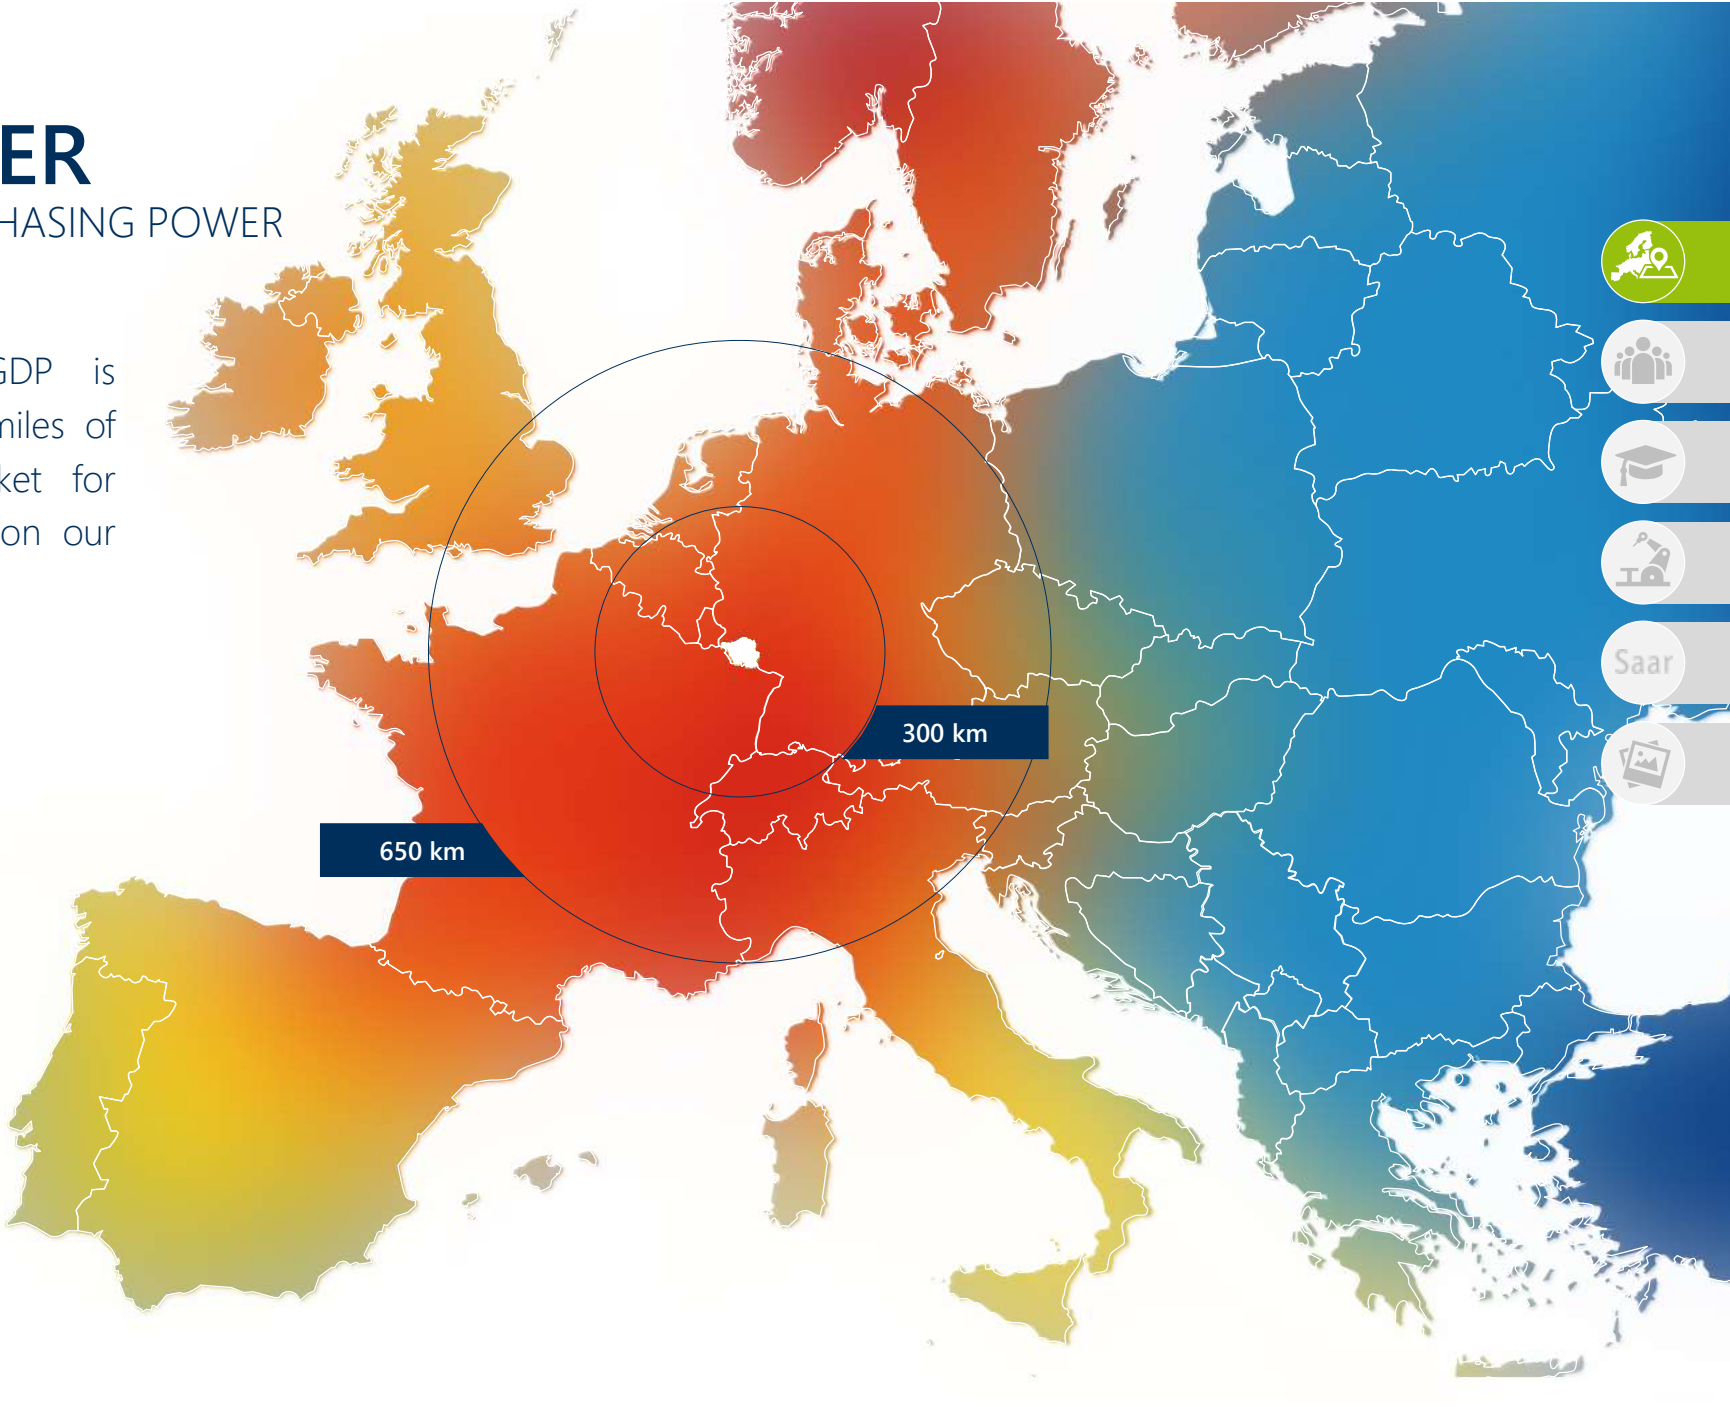 ER
HASING POWER
GDP is
miles of
ket for
on our
Saar
300 km
650 km